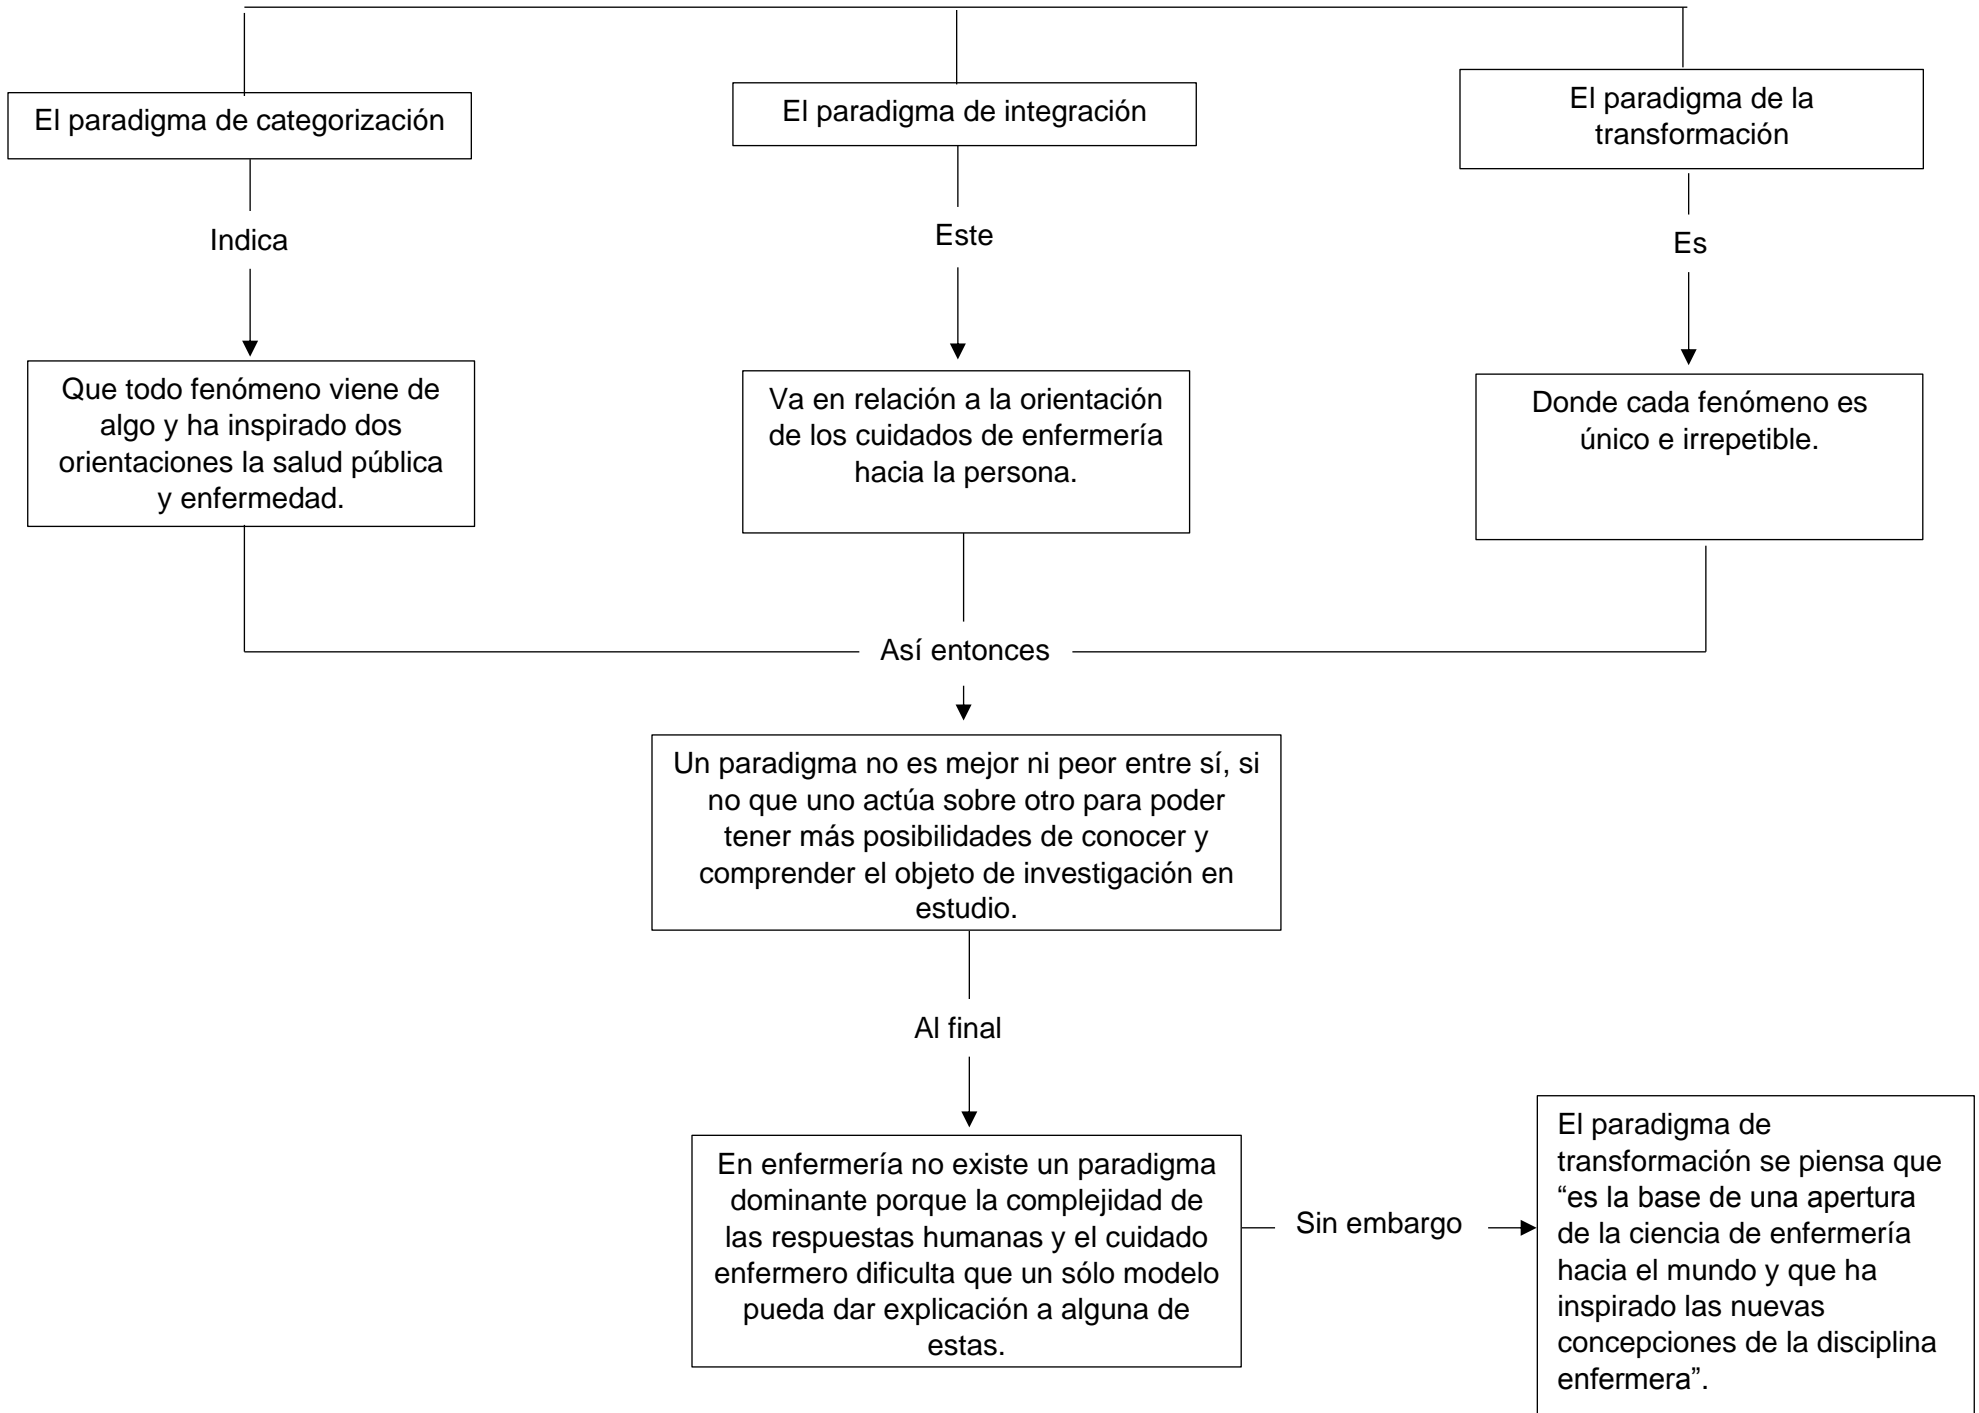 El paradigma de categorización
El paradigma de integración
El paradigma de la
transformación
Indica
Este
Es
Que todo fenómeno viene de
algo y ha inspirado dos
orientaciones la salud pública
y enfermedad.
Va en relación a la orientación
de los cuidados de enfermería
hacia la persona.
Donde cada fenómeno es
único e irrepetible.
Así entonces
Un paradigma no es mejor ni peor entre sí, si
no que uno actúa sobre otro para poder
tener más posibilidades de conocer y
comprender el objeto de investigación en
estudio.
Al final
En enfermería no existe un paradigma
dominante porque la complejidad de
las respuestas humanas y el cuidado
enfermero dificulta que un sólo modelo
pueda dar explicación a alguna de
estas.
Sin embargo
El paradigma de
transformación se piensa que
“es la base de una apertura
de la ciencia de enfermería
hacia el mundo y que ha
inspirado las nuevas
concepciones de la disciplina
enfermera”.